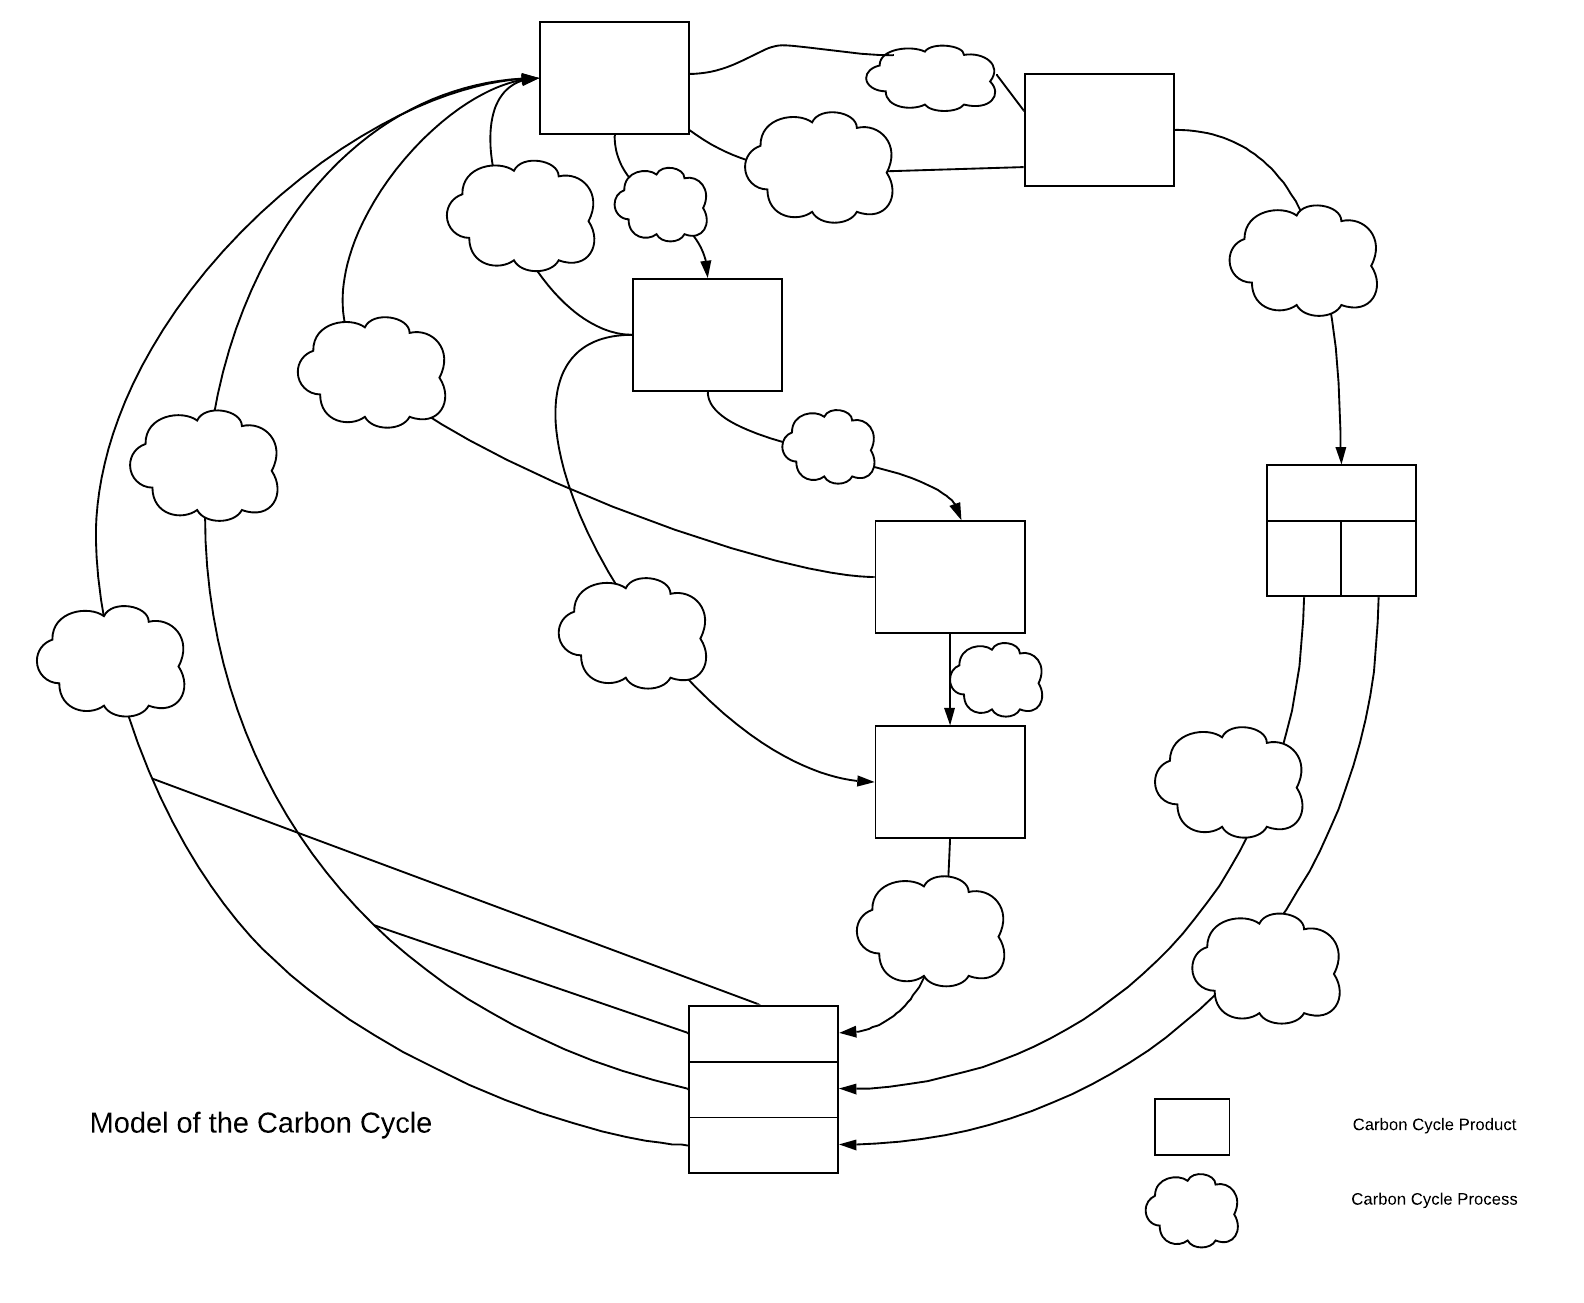 Model of the Carbon Cycle
Carbon Cycle Product
Carbon Cycle Process